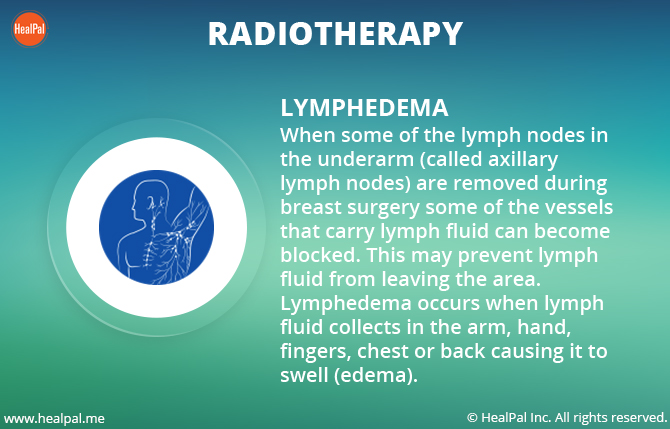 HealPal
RADIOTHERAPY
LYMPHEDEMA
When some of the lymph nodes in
the underarm (called axillary
lymph nodes) are removed during
breast surgery some of the vessels
that carry lymph fluid can become
blocked. This may prevent lymph
fluid from leaving the area.
Lymphedema occurs when lymph
fluid collects in the arm, hand,
fingers, chest or back causing it to
swell (edema).
www.healpal.me
© HealPal Inc. All rights reserved.